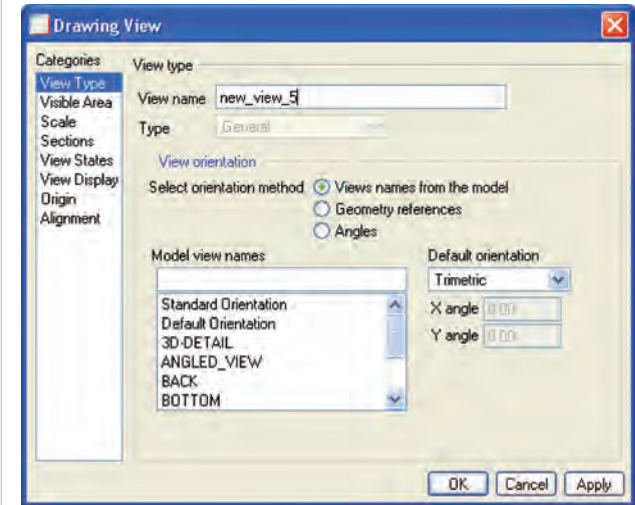 Drawing View
Categories
View Type
Visible Area
Scale
Sections
View States
View Display
Origin
Alignment
View type
View name new_view_5
Type General
View orientation
Select orientation method Views names from the model
Geometry references
Angles
Model view names
Standard Orientation
Default Orientation
3D-DETAIL
ANGLED_VIEW
BACK
BOTTOM
Default orientation
Trimetric
X angle 0.00
Y angle 0.00
OK Cancel Apply